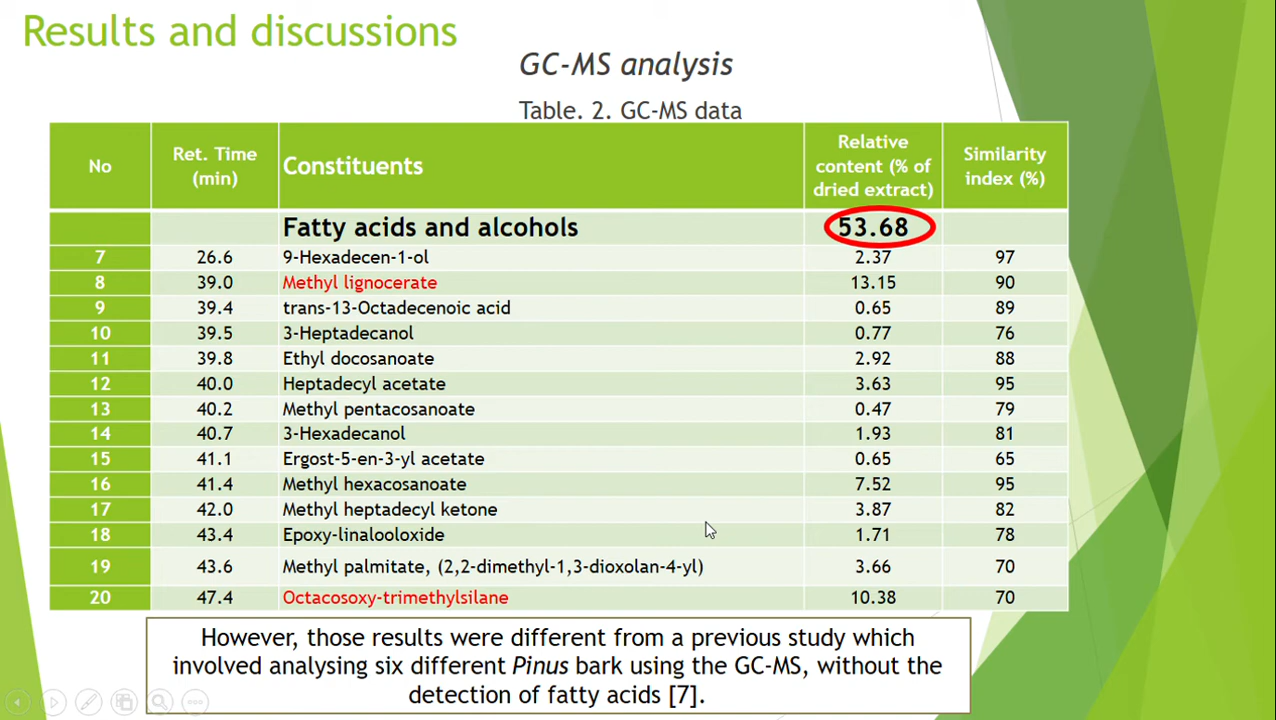 Results and discussions
GC-MS analysis
Table. 2. GC-MS data
No Ret. Time (min) Constituents Relative content (% of dried extract) Similarity index (%)
Fatty acids and alcohols 53.68
7 26.6 9-Hexadecen-1-ol 2.37 97
8 39.0 Methyl lignocerate 13.15 90
9 39.4 trans-13-Octadecenoic acid 0.65 89
10 39.5 3-Heptadecanol 0.77 76
11 39.8 Ethyl docosanoate 2.92 88
12 40.0 Heptadecyl acetate 3.63 95
13 40.2 Methyl pentacosanoate 0.47 79
14 40.7 3-Hexadecanol 1.93 81
15 41.1 Ergost-5-en-3-yl acetate 0.65 65
16 41.4 Methyl hexacosanoate 7.52 95
17 42.0 Methyl heptadecyl ketone 3.87 82
18 43.4 Epoxy-linalooloxide 1.71 78
19 43.6 Methyl palmitate, (2,2-dimethyl-1,3-dioxolan-4-yl) 3.66 70
20 47.4 Octacosoxy-trimethylsilane 10.38 70
However, those results were different from a previous study which
involved analysing six different Pinus bark using the GC-MS, without the
detection of fatty acids [7].